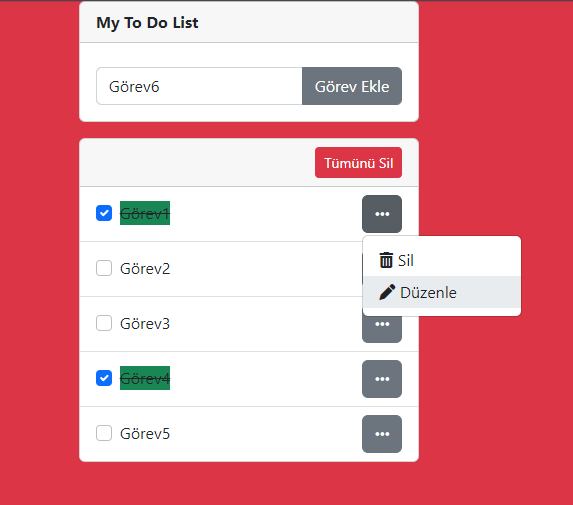 My To Do List
Görev6 Görev Ekle
Tümünü Sil
Görev1
Sil
Görev2
Düzenle
Görev3
Görev4
Görev5